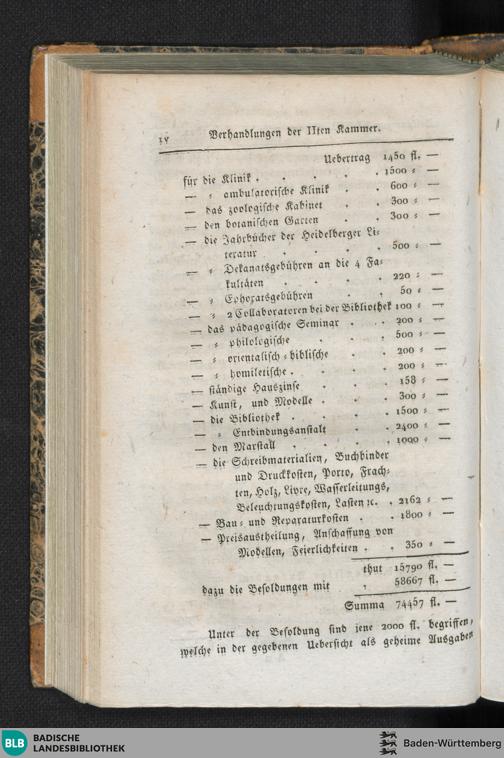 IV
Verhandlungen der IIten Kammer.
Uebertrag 1450 fl. —
für die Klinik . . . . . 1500 ⸗ —
— ⸗ ambulatorische Klinik . . 600 ⸗ —
— das zoologische Kabinet . . 300 ⸗ —
— den botanischen Garten . . 300 ⸗ —
— die Jahrbücher der Heidelberger Li⸗
teratur . . . . . 500 ⸗ —
— ⸗ Dekanatsgebühren an die 4 Fa⸗
kultäten . . . . . 220 ⸗ —
— ⸗ Ephoratsgebühren . . 50 ⸗ —
— ⸗ 2 Collaboratoren bei der Bibliothek 100 ⸗ —
— das pädagogische Seminar . . 200 ⸗ —
— ⸗ philologische . . . 500 ⸗ —
— ⸗ orientalisch⸗biblische . . 200 ⸗ —
— ⸗ homiletische . . . . 200 ⸗ —
— ständige Hauszinse . . . 158 ⸗ —
— Kunst, und Modelle . . . 300 ⸗ —
— die Bibliothek . . . . 1500 ⸗ —
— ⸗ Entbindungsanstalt . . 2400 ⸗ —
— den Marstall . . . . 1000 ⸗ —
— die Schreibmaterialien, Buchbinder
und Druckkosten, Porto, Frach⸗
ten, Holz, Livre, Wasserleitungs,
Beleuchtungskosten, Lasten ꝛc. . 2162 ⸗ —
— Bau⸗ und Reparaturkosten . . 1800 ⸗ —
— Preisaustheilung, Anschaffung von
Modellen, Feierlichkeiten . . 350 ⸗ —
thut 15790 fl. —
dazu die Besoldungen mit , 58667 fl. —
Summa 74457 fl. —
Unter der Besoldung sind jene 2000 fl. begriffen,
welche in der gegebenen Uebersicht als geheime Ausgaben
BLB BADISCHE
LANDESBIBLIOTHEK
Baden-Württemberg